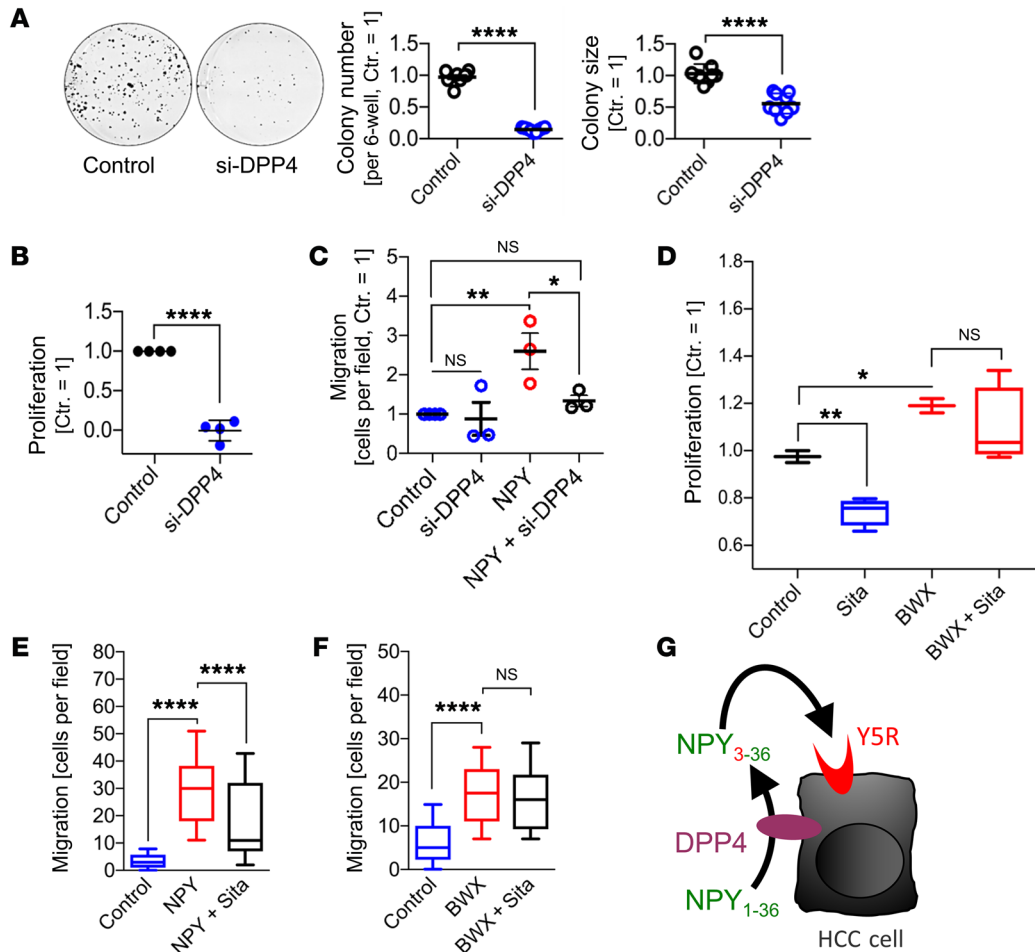 A
Control
si-DPP4
Colony number
[per 6-well, Ctr. = 1]
1.5
1.0
0.5
0.0
****
Control
si-DPP4
Colony size
[Ctr. = 1]
1.5
1.0
0.5
0.0
****
Control
si-DPP4
B
Proliferation
[Ctr. = 1]
1.5
1.0
0.5
0.0
****
Control
si-DPP4
C
Migration
[cells per field, Ctr. = 1]
5
4
3
2
1
0
NS
**
*
NS
Control
si-DPP4
NPY
NPY + si-DPP4
D
Proliferation [Ctr. = 1]
1.8
1.6
1.4
1.2
1.0
0.8
0.6
NS
*
**
Control
Sita
BWX
BWX + Sita
E
Migration [cells per field]
80
70
60
50
40
30
20
10
0
****
****
Control
NPY
NPY + Sita
F
Migration [cells per field]
50
40
30
20
10
0
NS
****
Control
BWX
BWX + Sita
G
NPY3-36
Y5R
DPP4
NPY1-36
HCC cell